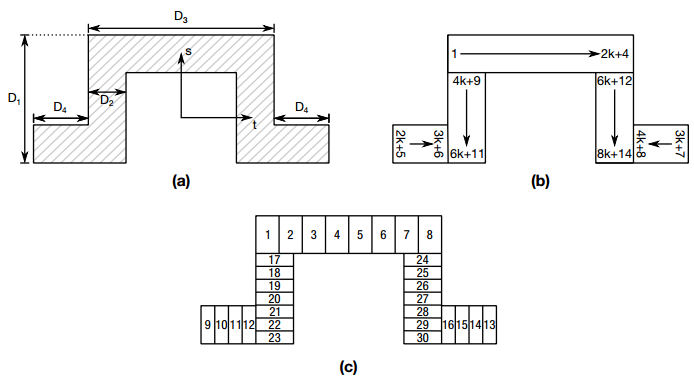 D3
s
D1
D2
D4
D4
t
(a)
1
2k+4
4k+9
6k+12
2k+5
3k+6
6k+11
8k+14
4k+8
3k+7
(b)
1 2 3 4 5 6 7 8
17 24
18 25
19 26
20 27
21 28
9 10 11 12 22 29 16 15 14 13
23 30
(c)